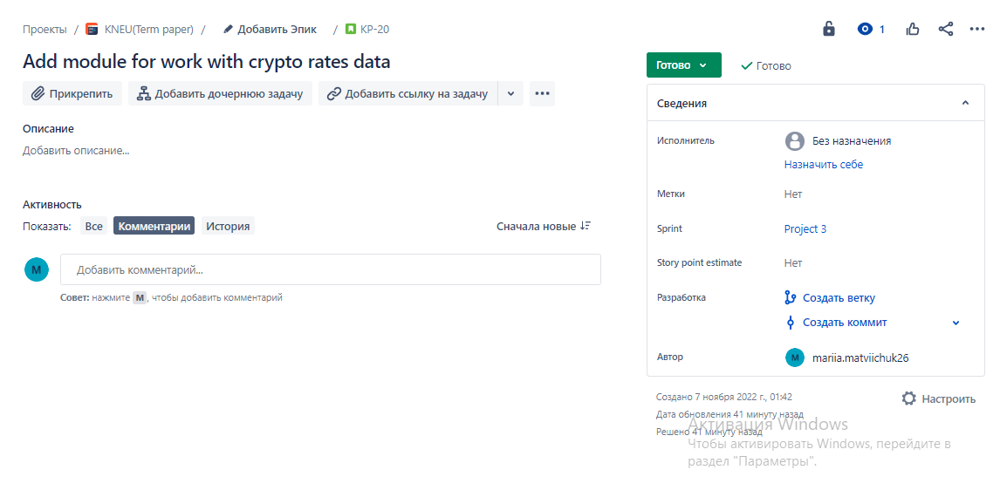 Проекты / KNEU(Term paper) / Добавить Эпик / KP-20
1
Add module for work with crypto rates data
Прикрепить Добавить дочернюю задачу Добавить ссылку на задачу
Описание
Добавить описание...
Активность
Показать: Все Комментарии История Сначала новые
M Добавить комментарий...
Совет: нажмите M, чтобы добавить комментарий
Готово Готово
Сведения
Исполнитель Без назначения
Назначить себе
Метки Нет
Sprint Project 3
Story point estimate Нет
Разработка Создать ветку
Создать коммит
Автор M mariia.matviichuk26
Создано 7 ноября 2022 г., 01:42 Настроить
Дата обновления 41 минуту назад
Решено 41 минуту назад
Активация Windows
Чтобы активировать Windows, перейдите в
раздел "Параметры".